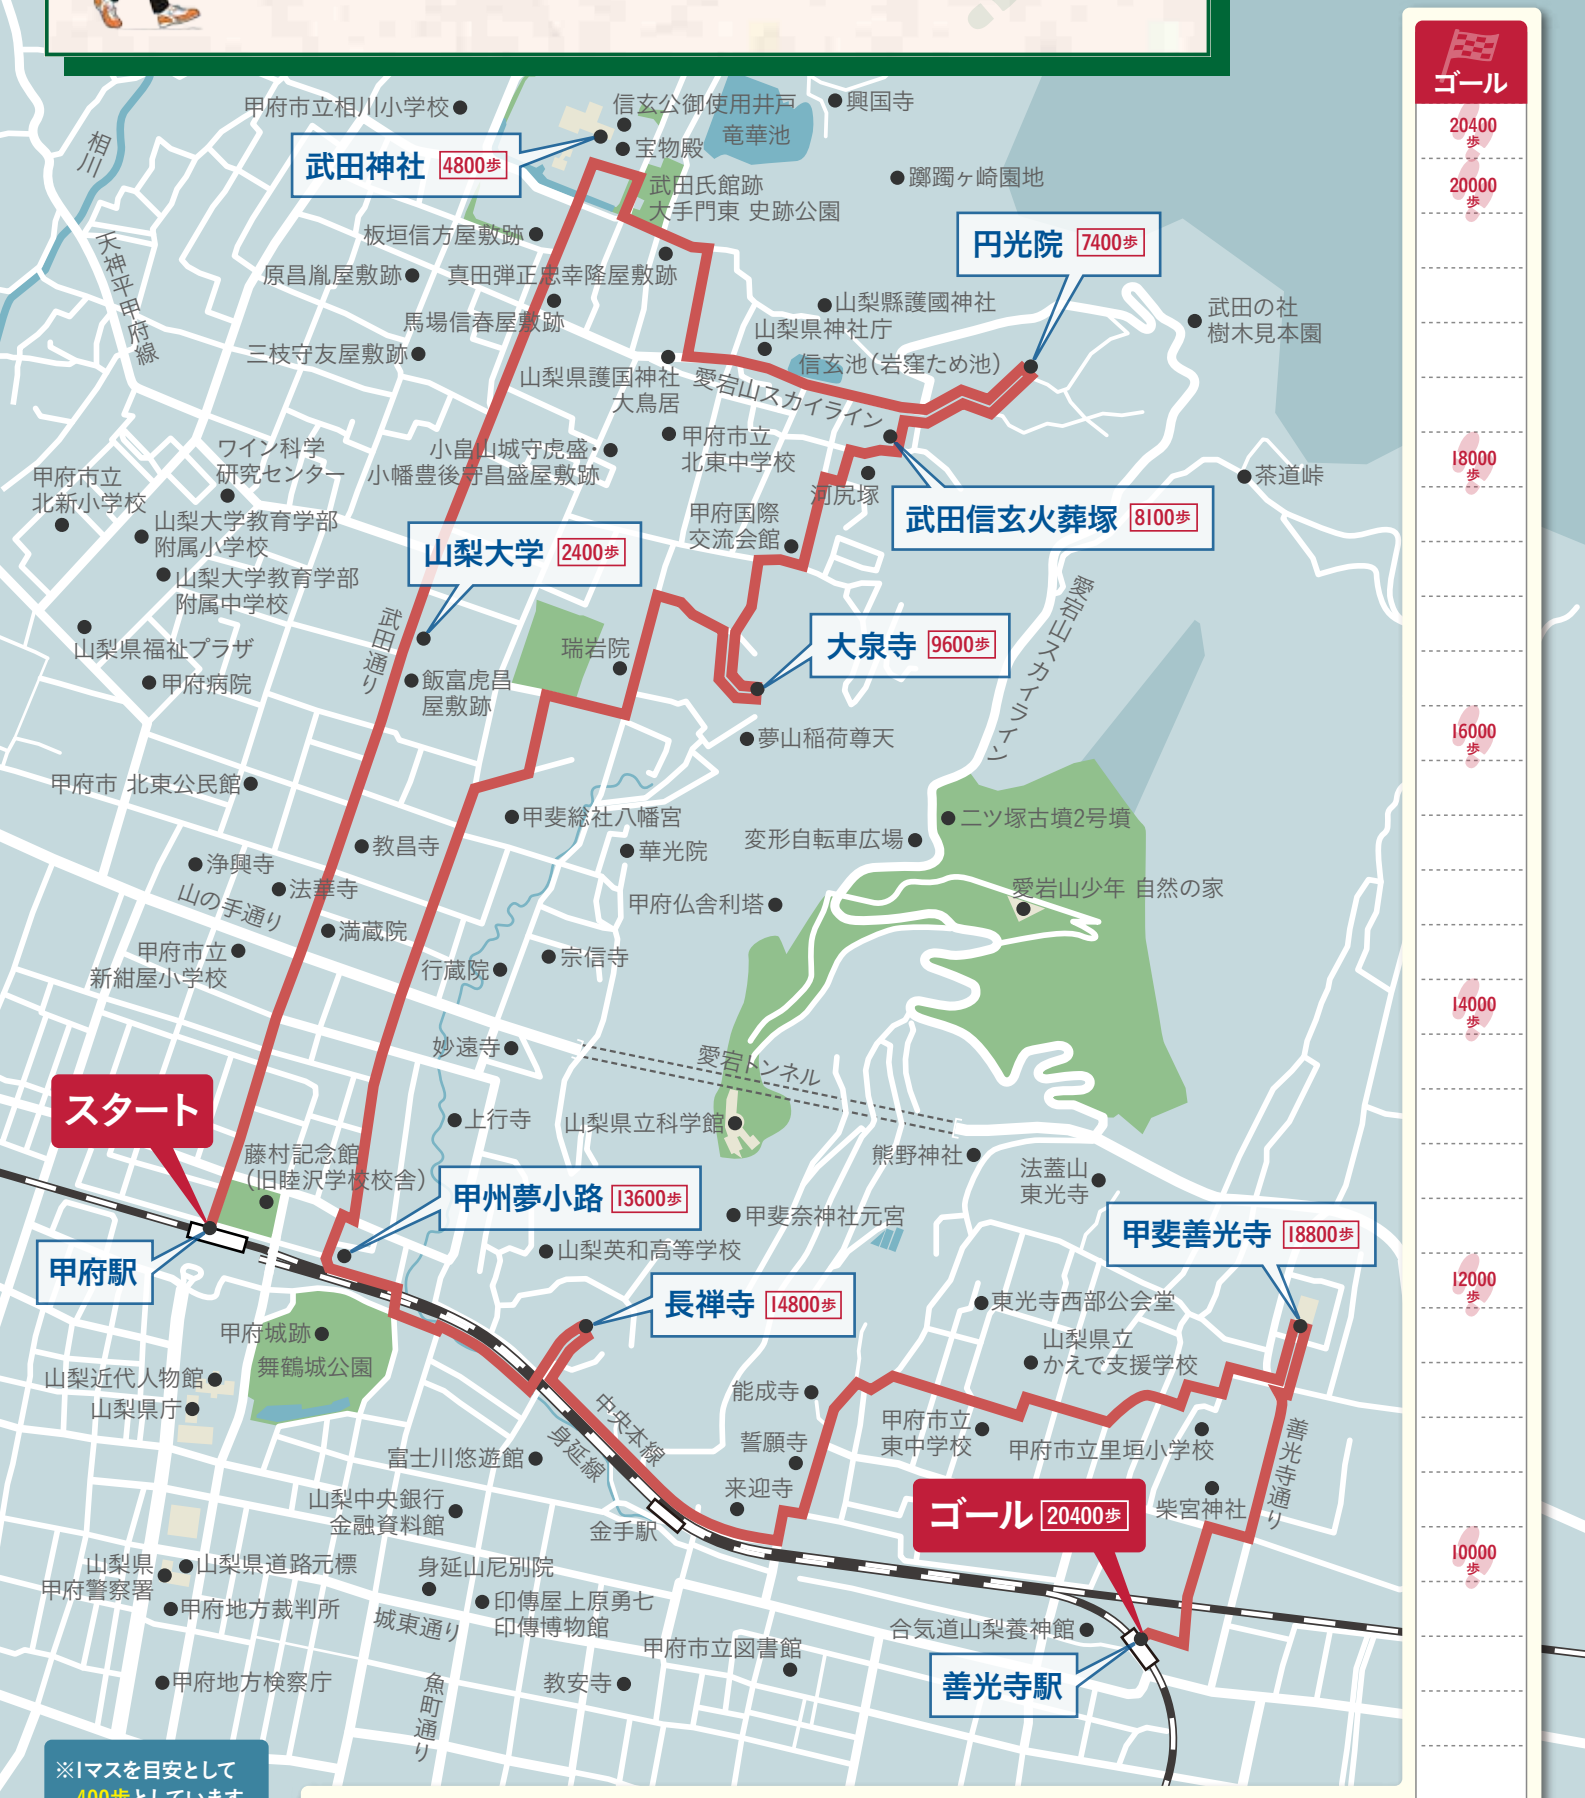 ゴール
20400
歩
20000
歩
18000
歩
16000
歩
14000
歩
12000
歩
10000
歩
甲府市立相川小学校
信玄公御使用井戸
興国寺
竜華池
相川
宝物殿
武田神社 4800歩
躑躅ヶ崎園地
武田氏館跡
大手門東 史跡公園
円光院 7400歩
板垣信方屋敷跡
天神平甲府線
原昌胤屋敷跡
真田弾正忠幸隆屋敷跡
山梨縣護國神社
武田の社
樹木見本園
馬場信春屋敷跡
山梨県神社庁
三枝守友屋敷跡
信玄池(岩窪ため池)
山梨県護国神社
大鳥居
愛宕山スカイライン
甲府市立
北東中学校
小畠山城守虎盛・
小幡豊後守昌盛屋敷跡
ワイン科学
研究センター
甲府市立
北新小学校
茶道峠
河尻塚
武田信玄火葬塚 8100歩
甲府国際
交流会館
山梨大学教育学部
附属小学校
山梨大学 2400歩
山梨大学教育学部
附属中学校
愛宕山スカイライン
武田通り
山梨県福祉プラザ
瑞岩院
大泉寺 9600歩
甲府病院
飯富虎昌
屋敷跡
夢山稲荷尊天
甲府市 北東公民館
甲斐総社八幡宮
二ツ塚古墳2号墳
変形自転車広場
教昌寺
華光院
浄興寺
法華寺
愛岩山少年 自然の家
山の手通り
甲府仏舎利塔
満蔵院
甲府市立
新紺屋小学校
行蔵院
宗信寺
妙遠寺
愛宕トンネル
スタート
上行寺
山梨県立科学館
熊野神社
藤村記念館
(旧睦沢学校校舎)
法蓋山
東光寺
甲州夢小路 13600歩
甲斐奈神社元宮
甲斐善光寺 18800歩
山梨英和高等学校
甲府駅
長禅寺 14800歩
東光寺西部公会堂
甲府城跡
舞鶴城公園
山梨県立
かえで支援学校
山梨近代人物館
山梨県庁
能成寺
中央本線
身延線
甲府市立
東中学校
甲府市立里垣小学校
善光寺通り
誓願寺
富士川悠遊館
来迎寺
柴宮神社
山梨中央銀行
金融資料館
ゴール 20400歩
金手駅
山梨県
甲府警察署
山梨県道路元標
身延山尼別院
甲府地方裁判所
印傳屋上原勇七
印傳博物館
城東通り
合気道山梨養神館
甲府市立図書館
甲府地方検察庁
教安寺
善光寺駅
魚町通り
※1マスを目安として
400歩としています